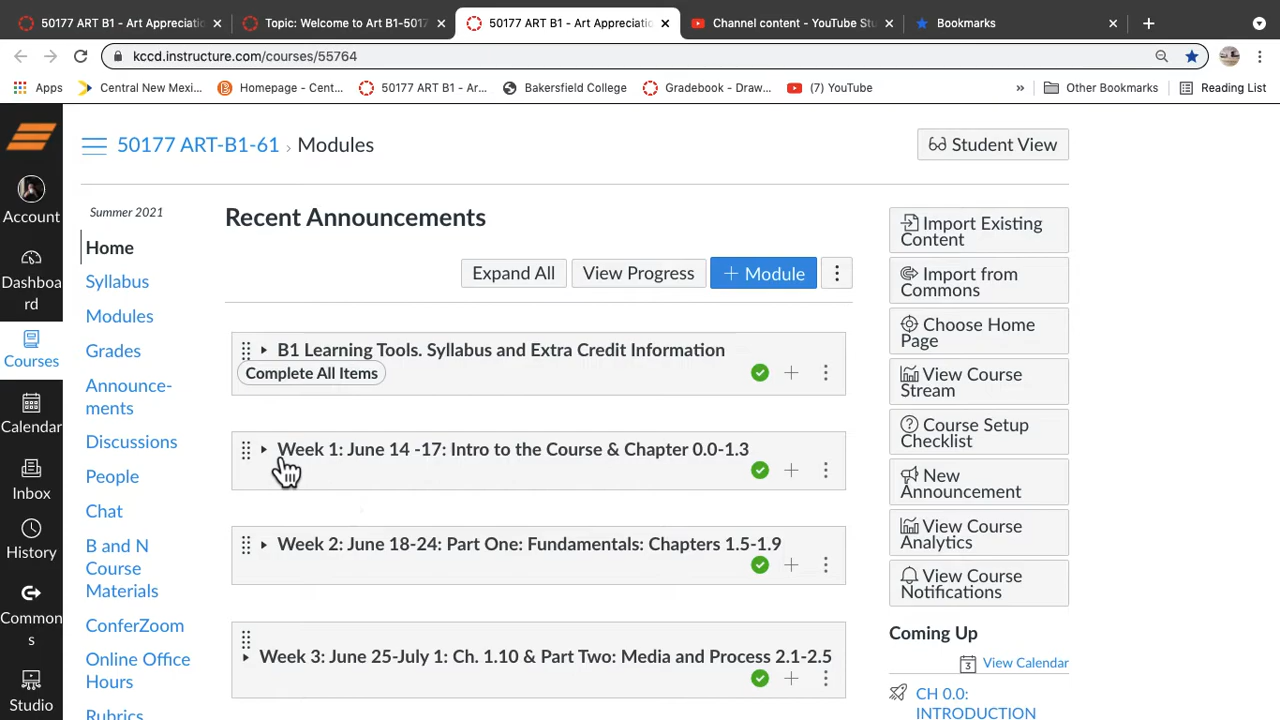 50177 ART B1 - Art Appreciatio
Topic: Welcome to Art B1-5017
50177 ART B1 - Art Appreciatio
Channel content - YouTube Stu
Bookmarks
kccd.instructure.com/courses/55764
Apps
Central New Mexi...
Homepage - Cent...
50177 ART B1 - Ar...
Bakersfield College
Gradebook - Draw...
(7) YouTube
»
Other Bookmarks
Reading List
Account
Dashboa
rd
Courses
Calendar
Inbox
History
Common
s
Studio
50177 ART-B1-61 › Modules
Student View
Summer 2021
Home
Syllabus
Modules
Grades
Announce-
ments
Discussions
People
Chat
B and N
Course
Materials
ConferZoom
Online Office
Hours
Rubrics
Recent Announcements
Expand All
View Progress
+ Module
B1 Learning Tools. Syllabus and Extra Credit Information
Complete All Items
Week 1: June 14 -17: Intro to the Course & Chapter 0.0-1.3
Week 2: June 18-24: Part One: Fundamentals: Chapters 1.5-1.9
Week 3: June 25-July 1: Ch. 1.10 & Part Two: Media and Process 2.1-2.5
Import Existing
Content
Import from
Commons
Choose Home
Page
View Course
Stream
Course Setup
Checklist
New
Announcement
View Course
Analytics
View Course
Notifications
Coming Up
3 View Calendar
CH 0.0:
INTRODUCTION